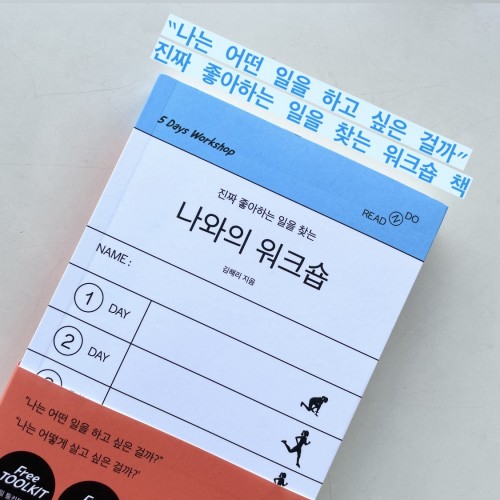 "나는 어떤 일을 하고 싶은 걸까"
진짜 좋아하는 일을 찾는 워크숍 책
5 Days Workshop
READ 2 DO
진짜 좋아하는 일을 찾는
나와의 워크숍
김해리 지음
NAME:
1 DAY
2 DAY
"나는 어떤 일을 하고 싶은 걸까?"
"나는 어떻게 살고 싶은 걸까?"
Free
TOOLKIT